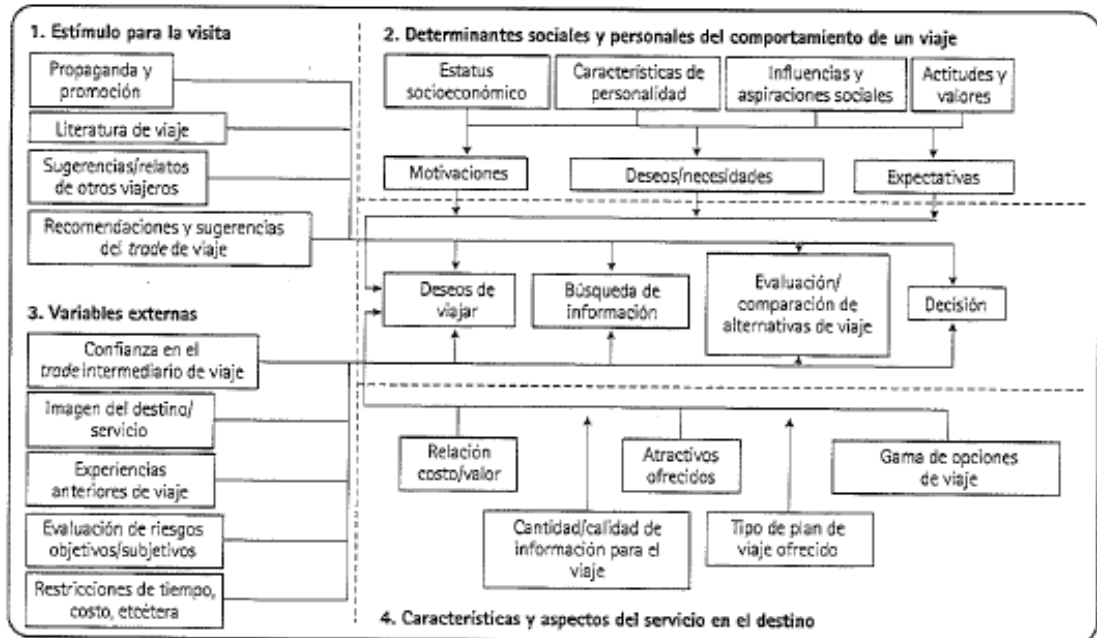 1. Estímulo para la visita
Propaganda y
promoción
Literatura de viaje
Sugerencias/relatos
de otros viajeros
Recomendaciones y sugerencias
del trade de viaje
2. Determinantes sociales y personales del comportamiento de un viaje
Estatus
socioeconómico
Características de
personalidad
Influencias y
aspiraciones sociales
Actitudes y
valores
Motivaciones
Deseos/necesidades
Expectativas
Deseos de
viajar
Búsqueda de
información
Evaluación/
comparación de
alternativas de viaje
Decisión
3. Variables externas
Confianza en el
trade intermediario de viaje
Imagen del destino/
servicio
Experiencias
anteriores de viaje
Evaluación de riesgos
objetivos/subjetivos
Restricciones de tiempo,
costo, etcétera
Relación
costo/valor
Atractivos
ofrecidos
Gama de opciones
de viaje
Cantidad/calidad de
información para el
viaje
Tipo de plan de
viaje ofrecido
4. Características y aspectos del servicio en el destino